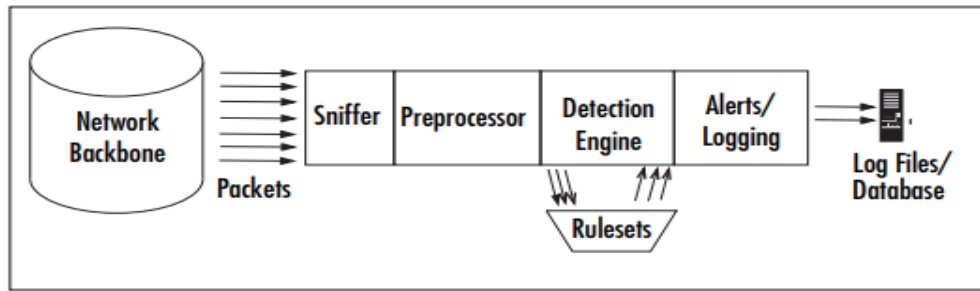 Network
Backbone
Packets
Sniffer
Preprocessor
Detection
Engine
Alerts/
Logging
Rulesets
Log Files/
Database